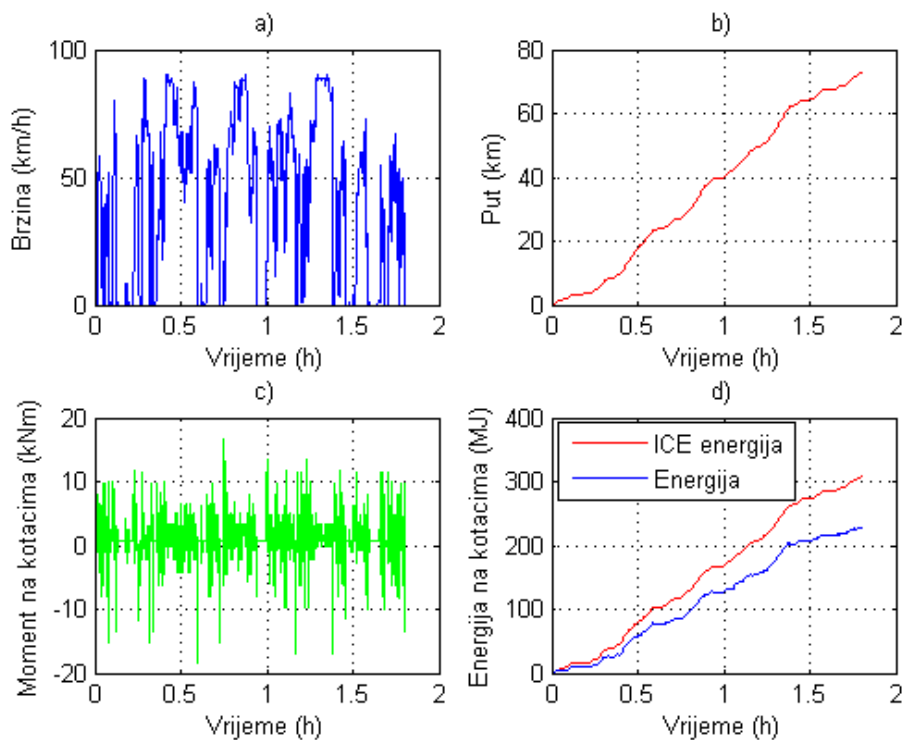 a)
Brzina (km/h)
100
50
0
0 0.5 1 1.5 2
Vrijeme (h)
b)
Put (km)
80
60
40
20
0
0 0.5 1 1.5 2
Vrijeme (h)
c)
Moment na kotacima (kNm)
20
10
0
-10
-20
0 0.5 1 1.5 2
Vrijeme (h)
d)
Energija na kotacima (MJ)
400
300
200
100
0
ICE energija
Energija
0 0.5 1 1.5 2
Vrijeme (h)